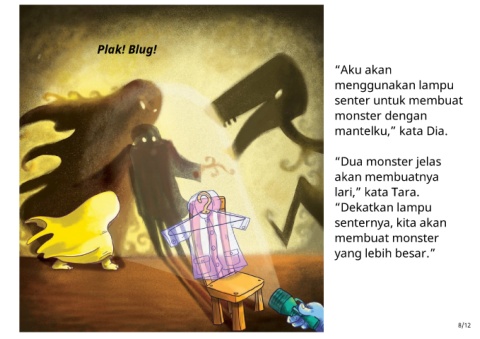 Plak! Blug!
“Aku akan
menggunakan lampu
senter untuk membuat
monster dengan
mantelku,” kata Dia.
“Dua monster jelas
akan membuatnya
lari,” kata Tara.
“Dekatkan lampu
senternya, kita akan
membuat monster
yang lebih besar.”
8/12